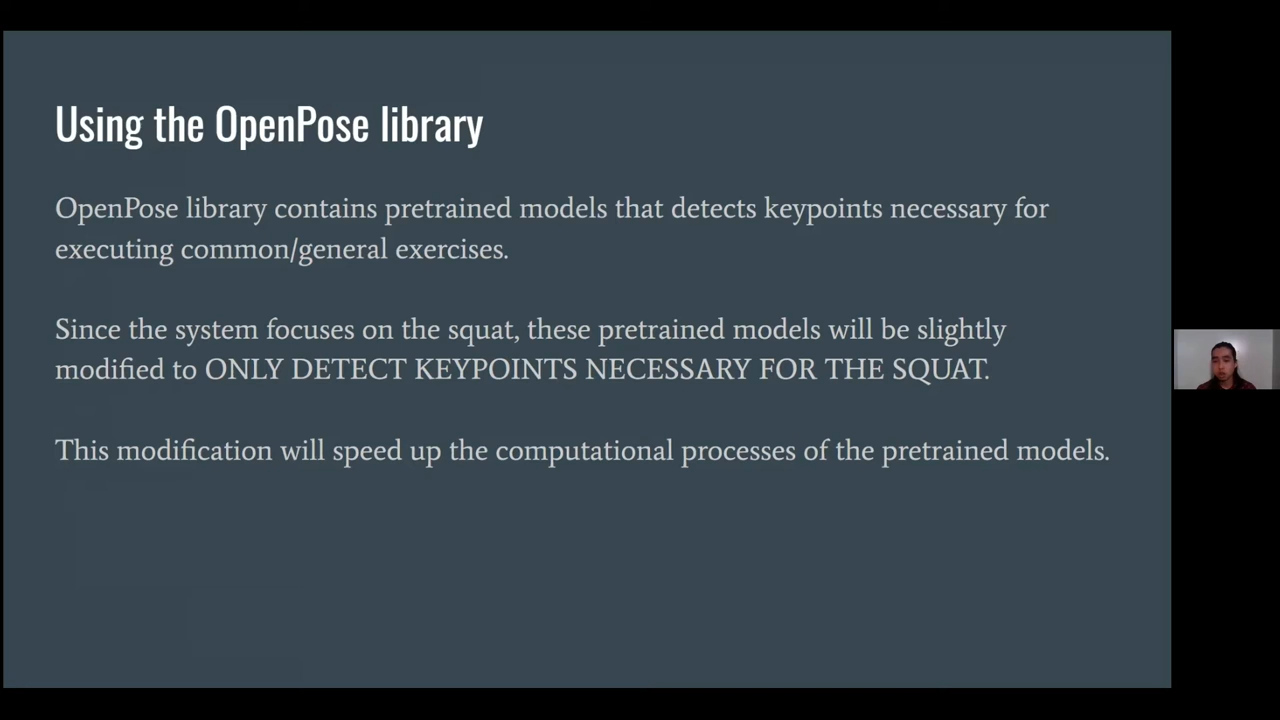 Using the OpenPose library
OpenPose library contains pretrained models that detects keypoints necessary for
executing common/general exercises.
Since the system focuses on the squat, these pretrained models will be slightly
modified to ONLY DETECT KEYPOINTS NECESSARY FOR THE SQUAT.
This modification will speed up the computational processes of the pretrained models.